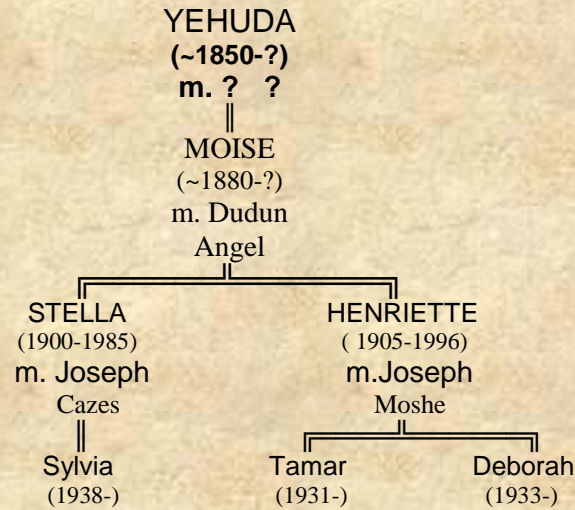 YEHUDA
(~1850-?)
m. ? ?
MOISE
(~1880-?)
m. Dudun
Angel
STELLA HENRIETTE
(1900-1985) ( 1905-1996)
m. Joseph m.Joseph
Cazes Moshe
Sylvia Tamar Deborah
(1938-) (1931-) (1933-)